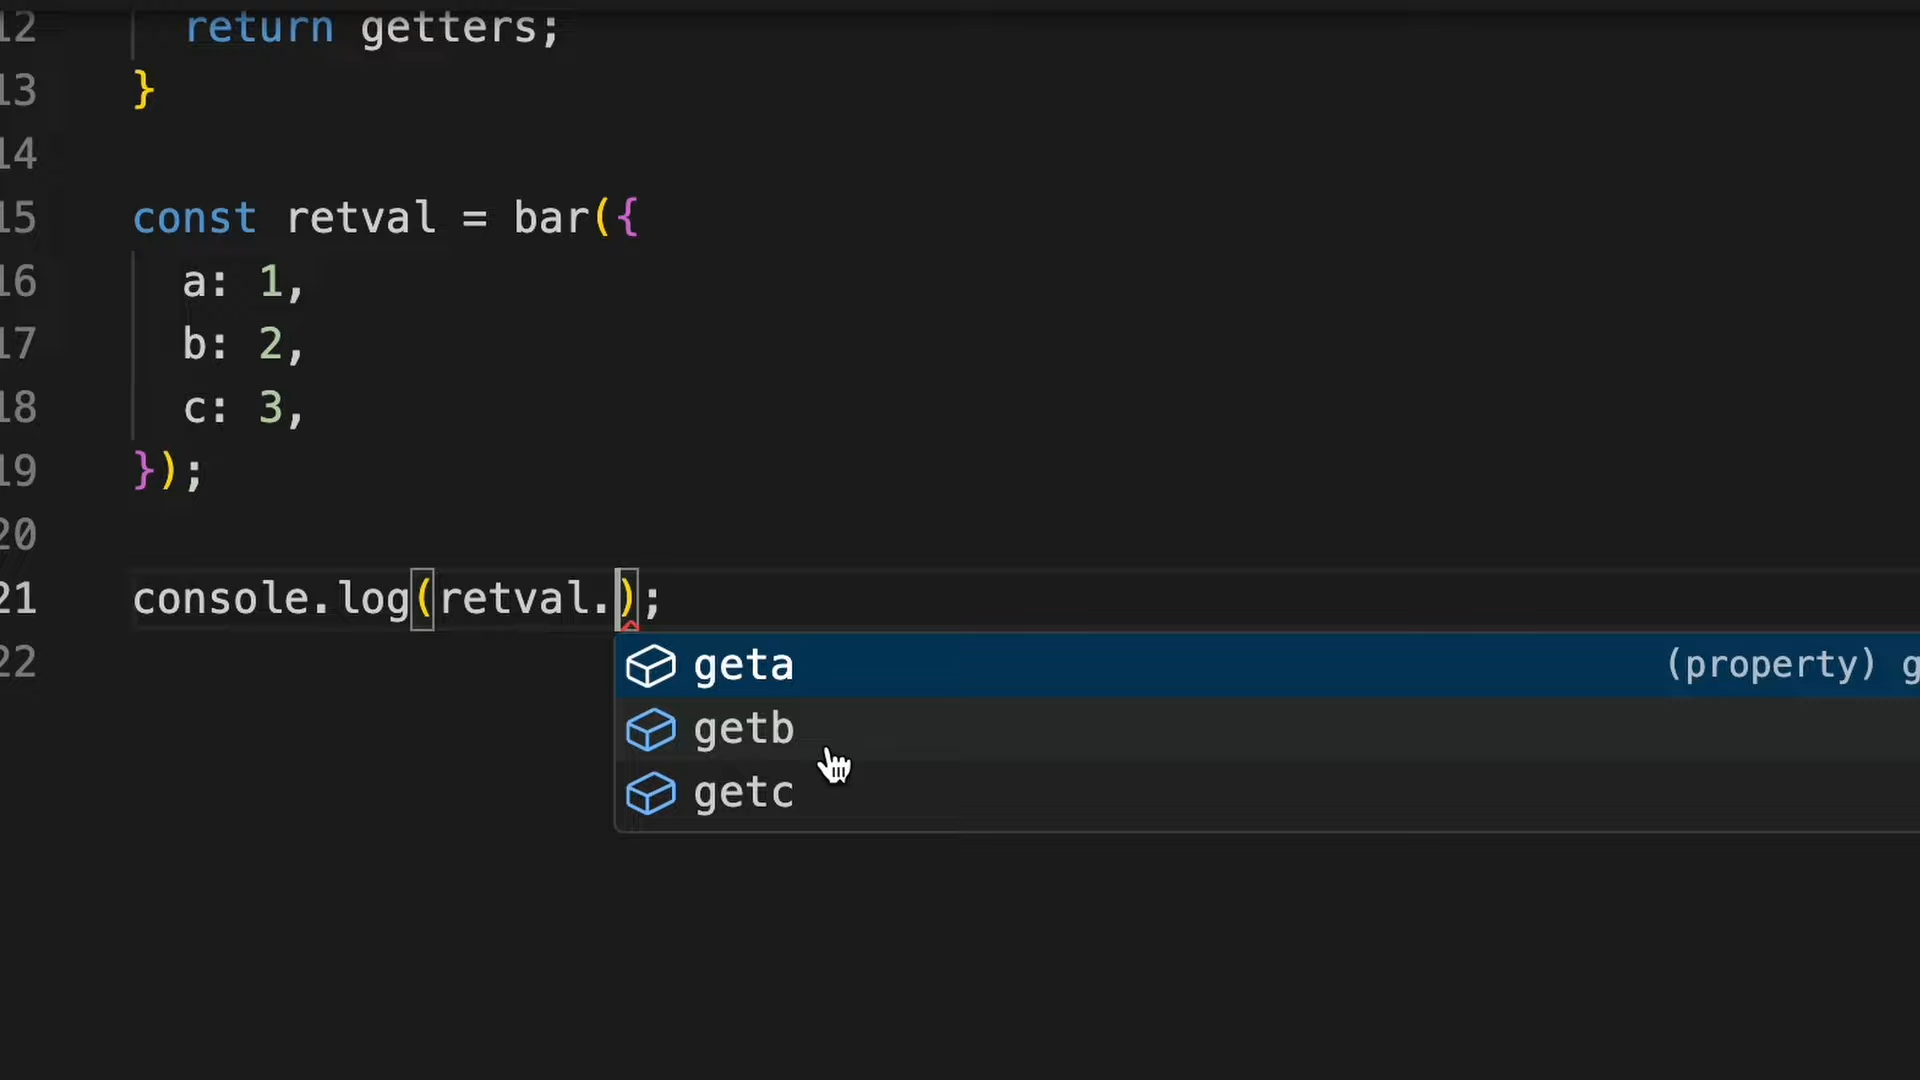 12 return getters;
13 }
14
15 const retval = bar({
16 a: 1,
17 b: 2,
18 c: 3,
19 });
20
21 console.log(retval.);
22
geta (property) g
getb
getc